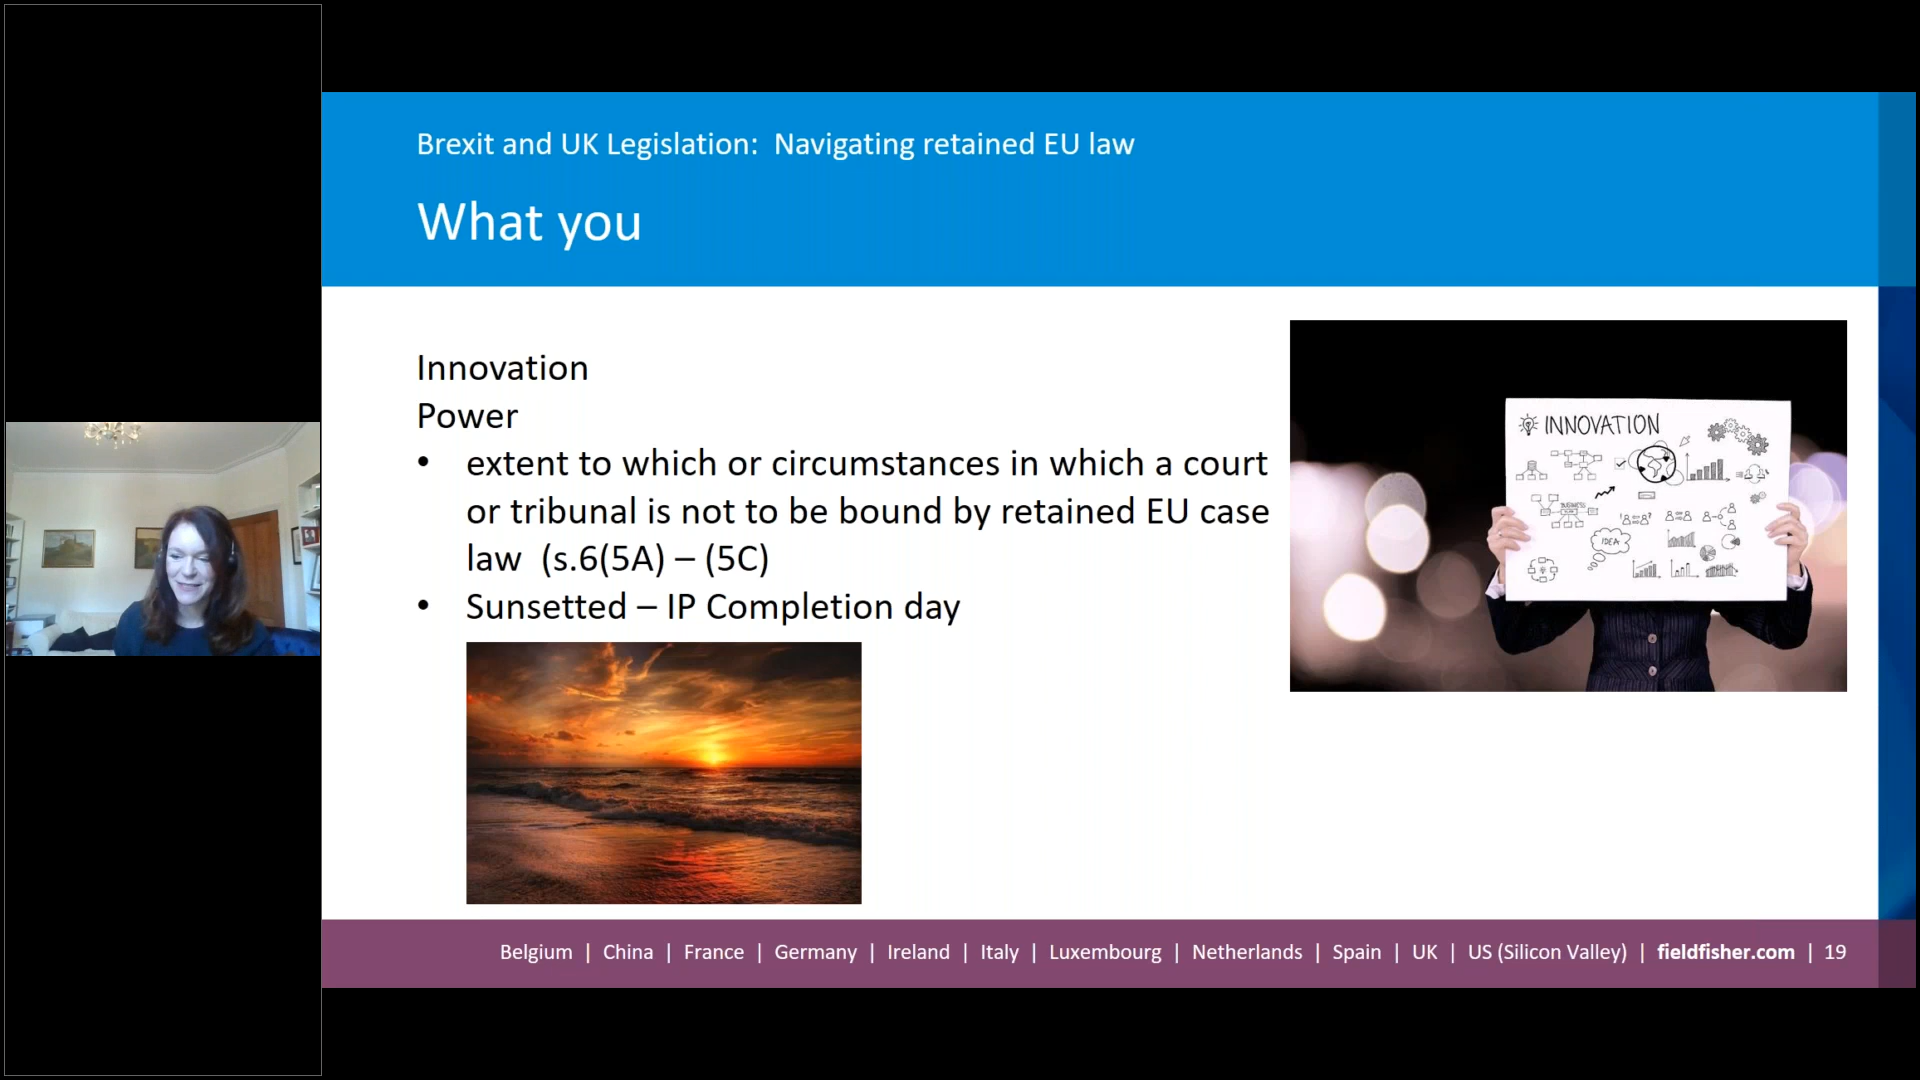 Brexit and UK Legislation:  Navigating retained EU law
What you
Innovation
Power
• extent to which or circumstances in which a court
or tribunal is not to be bound by retained EU case
law  (s.6(5A) – (5C)
• Sunsetted – IP Completion day
INNOVATION
BUSINESS
IDEA
Belgium | China | France | Germany | Ireland | Italy | Luxembourg | Netherlands | Spain | UK | US (Silicon Valley) | fieldfisher.com | 19